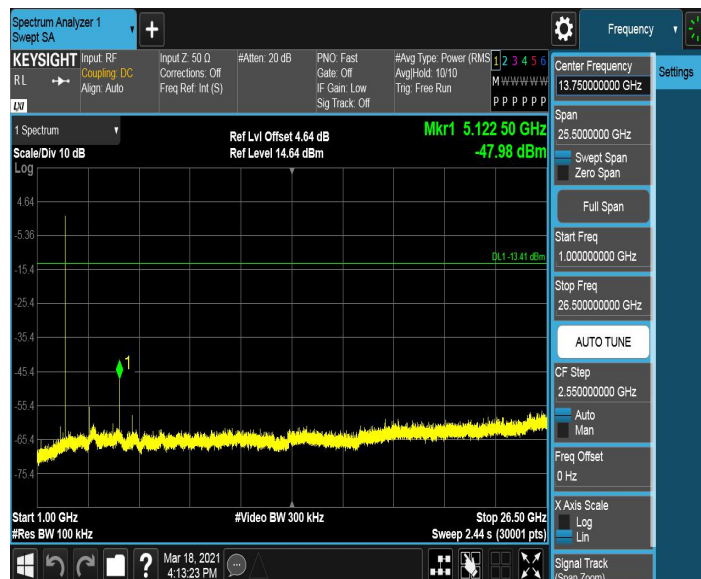 Spectrum Analyzer 1
Swept SA
+
Frequency
KEYSIGHT
RL
LXI
Input: RF
Coupling: DC
Align: Auto
Input Z: 50 Ω
Corrections: Off
Freq Ref: Int (S)
#Atten: 20 dB
PNO: Fast
Gate: Off
IF Gain: Low
Sig Track: Off
#Avg Type: Power (RMS
Avg|Hold: 10/10
Trig: Free Run
1 2 3 4 5 6
M W W W W W
P P P P P P
1 Spectrum
Scale/Div 10 dB
Log
Ref Lvl Offset 4.64 dB
Ref Level 14.64 dBm
Mkr1 5.122 50 GHz
-47.98 dBm
4.64
-5.36
-15.4
-25.4
-35.4
-45.4
-55.4
-65.4
-75.4
DL1 -13.41 dBm
1
Start 1.00 GHz
#Res BW 100 kHz
#Video BW 300 kHz
Stop 26.50 GHz
Sweep 2.44 s (30001 pts)
Mar 18, 2021
4:13:23 PM
?
Center Frequency
13.750000000 GHz
Span
25.5000000 GHz
Swept Span
Zero Span
Full Span
Start Freq
1.000000000 GHz
Stop Freq
26.500000000 GHz
AUTO TUNE
CF Step
2.550000000 GHz
Auto
Man
Freq Offset
0 Hz
X Axis Scale
Log
Lin
Signal Track
(Span Zoom)
Settings